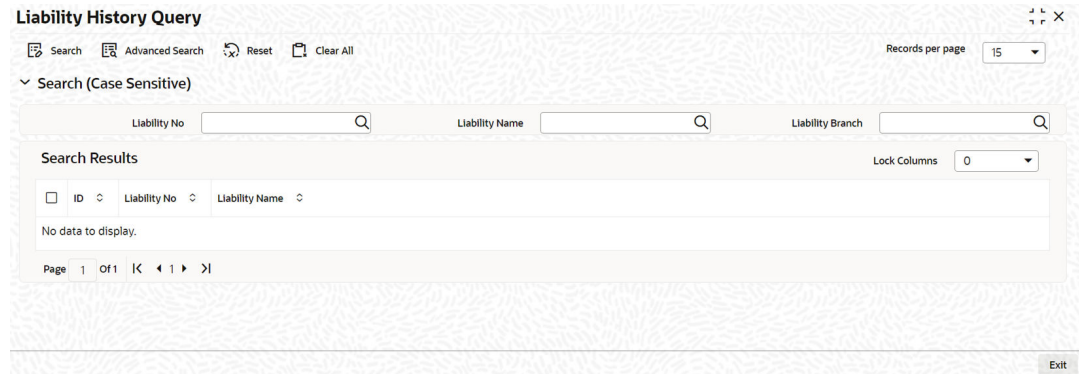 Liability History Query
Search Advanced Search Reset Clear All Records per page 15
Search (Case Sensitive)
Liability No Liability Name Liability Branch
Search Results Lock Columns 0
ID Liability No Liability Name
No data to display.
Page 1 Of 1 1
Exit